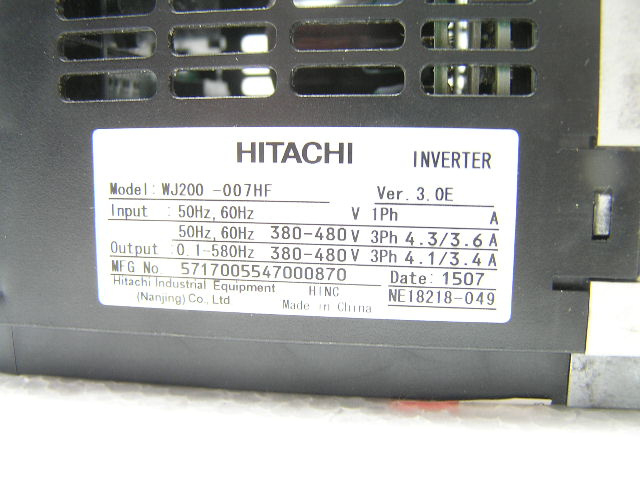 HITACHI INVERTER
Model: WJ200 -007HF Ver. 3.0E
Input : 50Hz, 60Hz V 1Ph A
50Hz, 60Hz 380-480 V 3Ph 4.3/3.6 A
Output : 0.1-580Hz 380-480 V 3Ph 4.1/3.4 A
MFG No. 5717005547000870 Date: 1507
Hitachi Industrial Equipment HINC NE18218-049
(Nanjing) Co., Ltd Made in China